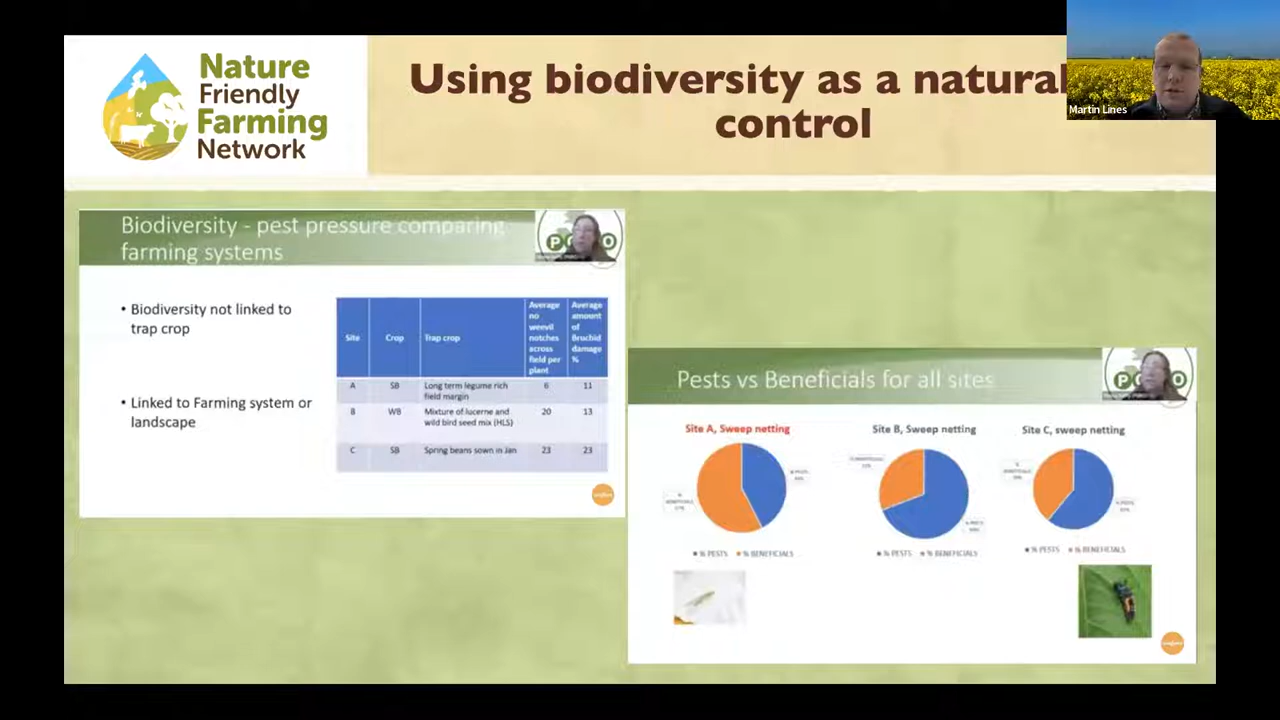 Nature
Friendly
Farming
Network
Using biodiversity as a natural
control
Martin Lines
Biodiversity - pest pressure comparing
farming systems
• Biodiversity not linked to
trap crop
• Linked to Farming system or
landscape
Site
Crop
Trap crop
Average
no
weevil
notches
across
field per
plant
Average
amount
of
Bruchid
damage
%
A
SB
Long term legume rich
field margin
6
11
B
WB
Mixture of lucerne and
wild bird seed mix (HLS)
20
13
C
SB
Spring beans sown in Jan
23
23
Pests vs Beneficials for all sites
Site A, Sweep netting
Site B, Sweep netting
Site C, sweep netting
% PESTS % BENEFICIALS
% PESTS % BENEFICIALS
% PESTS % BENEFICIALS